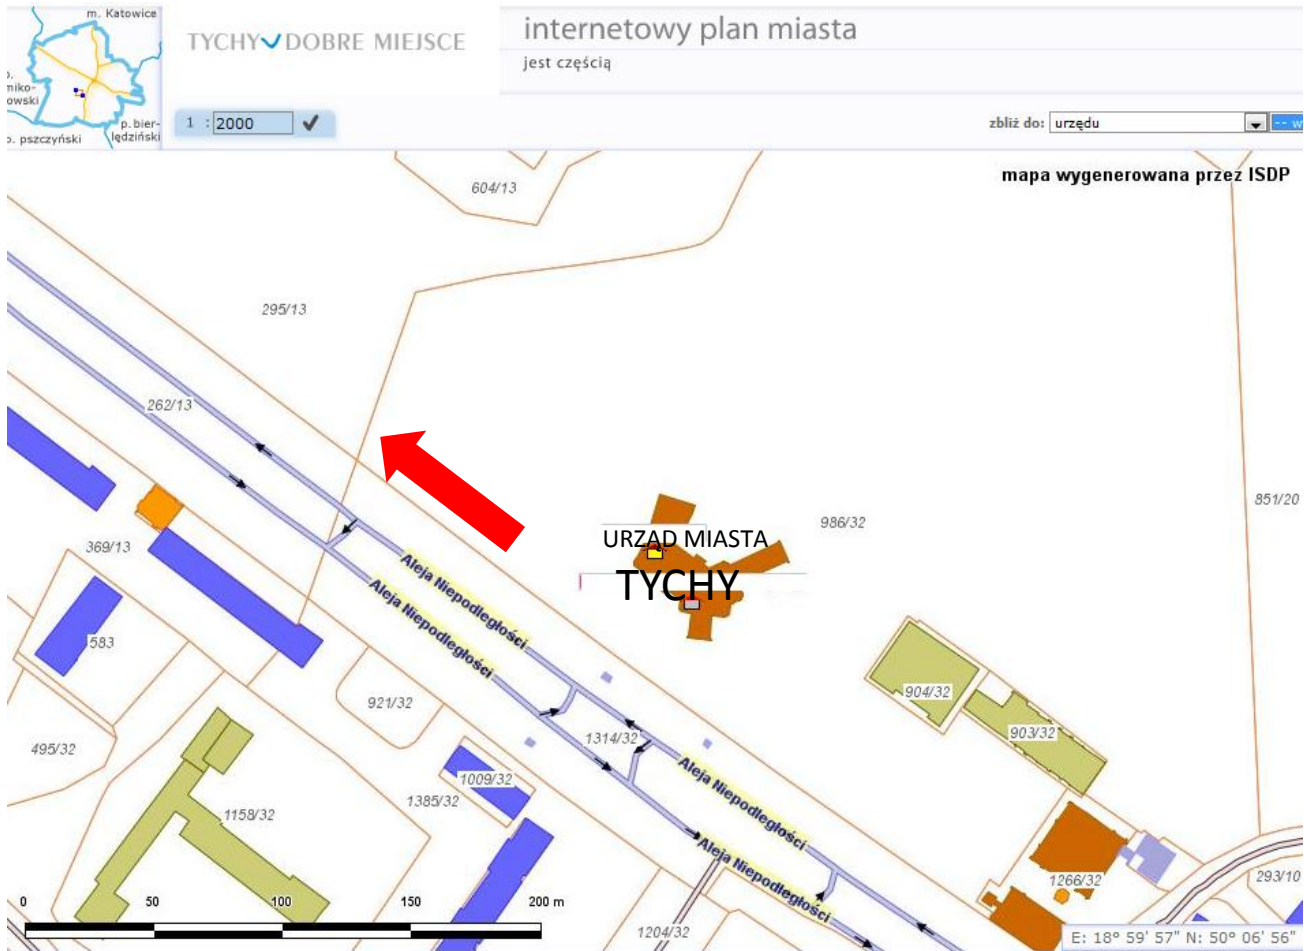 m. Katowice
p.
miko-
owski
p. bier-
lędziński
p. pszczyński
TYCHY DOBRE MIEJSCE
internetowy plan miasta
jest częścią
1 : 2000
zbliż do: urzędu
-- w
mapa wygenerowana przez ISDP
604/13
295/13
262/13
851/20
986/32
URZĄD MIASTA
TYCHY
369/13
Aleja Niepodległości
Aleja Niepodległości
583
904/32
921/32
903/32
495/32
1314/32
1009/32
Aleja Niepodległości
1385/32
1158/32
Aleja Niepodległości
1266/32
293/10
0 50 100 150 200 m
1204/32
E: 18° 59' 57" N: 50° 06' 56"